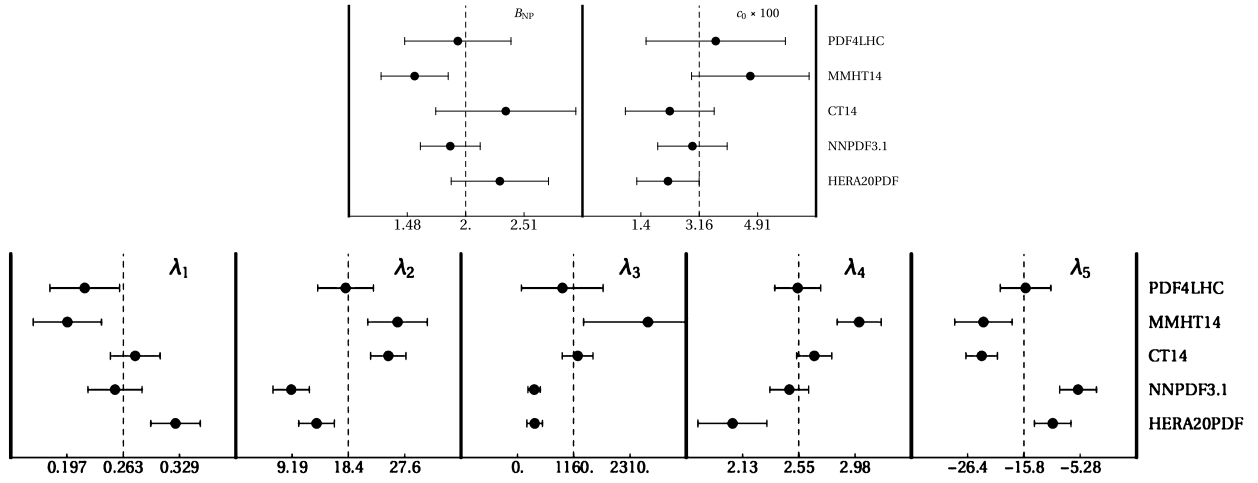 B_NP c₀ × 100
PDF4LHC
MMHT14
CT14
NNPDF3.1
HERA20PDF
1.48 2. 2.51 1.4 3.16 4.91
λ₁ λ₂ λ₃ λ₄ λ₅
PDF4LHC
MMHT14
CT14
NNPDF3.1
HERA20PDF
0.197 0.263 0.329 9.19 18.4 27.6 0. 1160. 2310. 2.13 2.55 2.98 -26.4 -15.8 -5.28